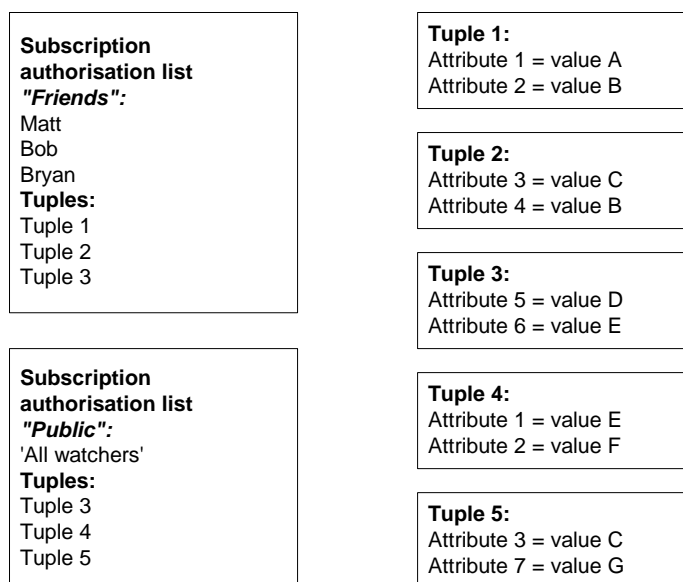 Subscription
authorisation list
"Friends":
Matt
Bob
Bryan
Tuples:
Tuple 1
Tuple 2
Tuple 3
Subscription
authorisation list
"Public":
'All watchers'
Tuples:
Tuple 3
Tuple 4
Tuple 5
Tuple 1:
Attribute 1 = value A
Attribute 2 = value B
Tuple 2:
Attribute 3 = value C
Attribute 4 = value B
Tuple 3:
Attribute 5 = value D
Attribute 6 = value E
Tuple 4:
Attribute 1 = value E
Attribute 2 = value F
Tuple 5:
Attribute 3 = value C
Attribute 7 = value G